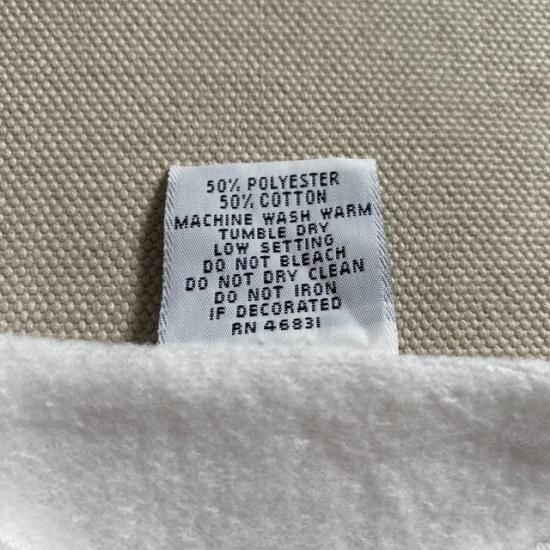 50% POLYESTER
50% COTTON
MACHINE WASH WARM
TUMBLE DRY
LOW SETTING
DO NOT BLEACH
DO NOT DRY CLEAN
DO NOT IRON
IF DECORATED
RN 46831